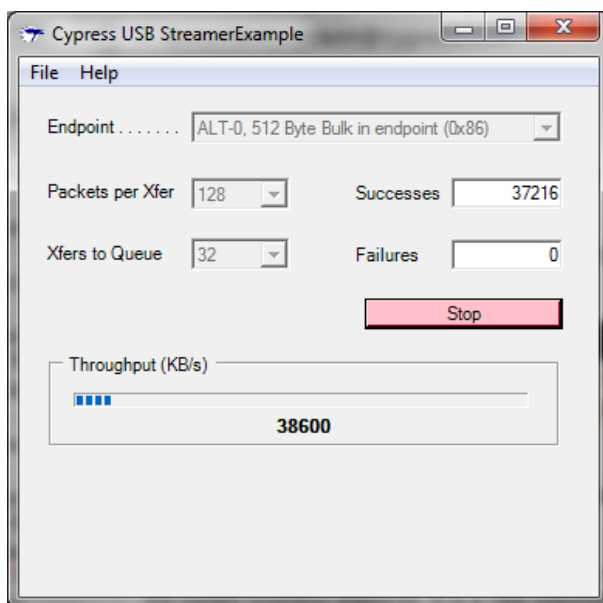 Cypress USB StreamerExample
File Help
Endpoint . . . . . . . ALT-0, 512 Byte Bulk in endpoint (0x86)
Packets per Xfer 128 Successes 37216
Xfers to Queue 32 Failures 0
Stop
Throughput (KB/s)
38600